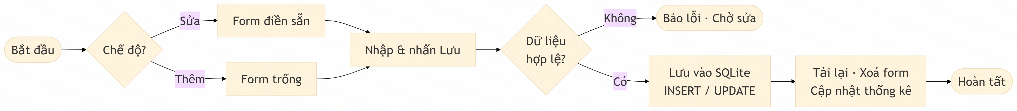 Bắt đầu
Chế độ?
Sửa
Thêm
Form điền sẵn
Form trống
Nhập & nhấn Lưu
Dữ liệu
hợp lệ?
Không
Có
Báo lỗi · Chờ sửa
Lưu vào SQLite
INSERT / UPDATE
Tải lại · Xoá form
Cập nhật thống kê
Hoàn tất